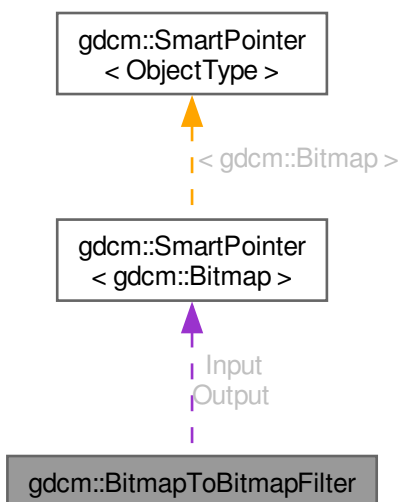 gdcm::SmartPointer
< ObjectType >
< gdcm::Bitmap >
gdcm::SmartPointer
< gdcm::Bitmap >
Input
Output
gdcm::BitmapToBitmapFilter